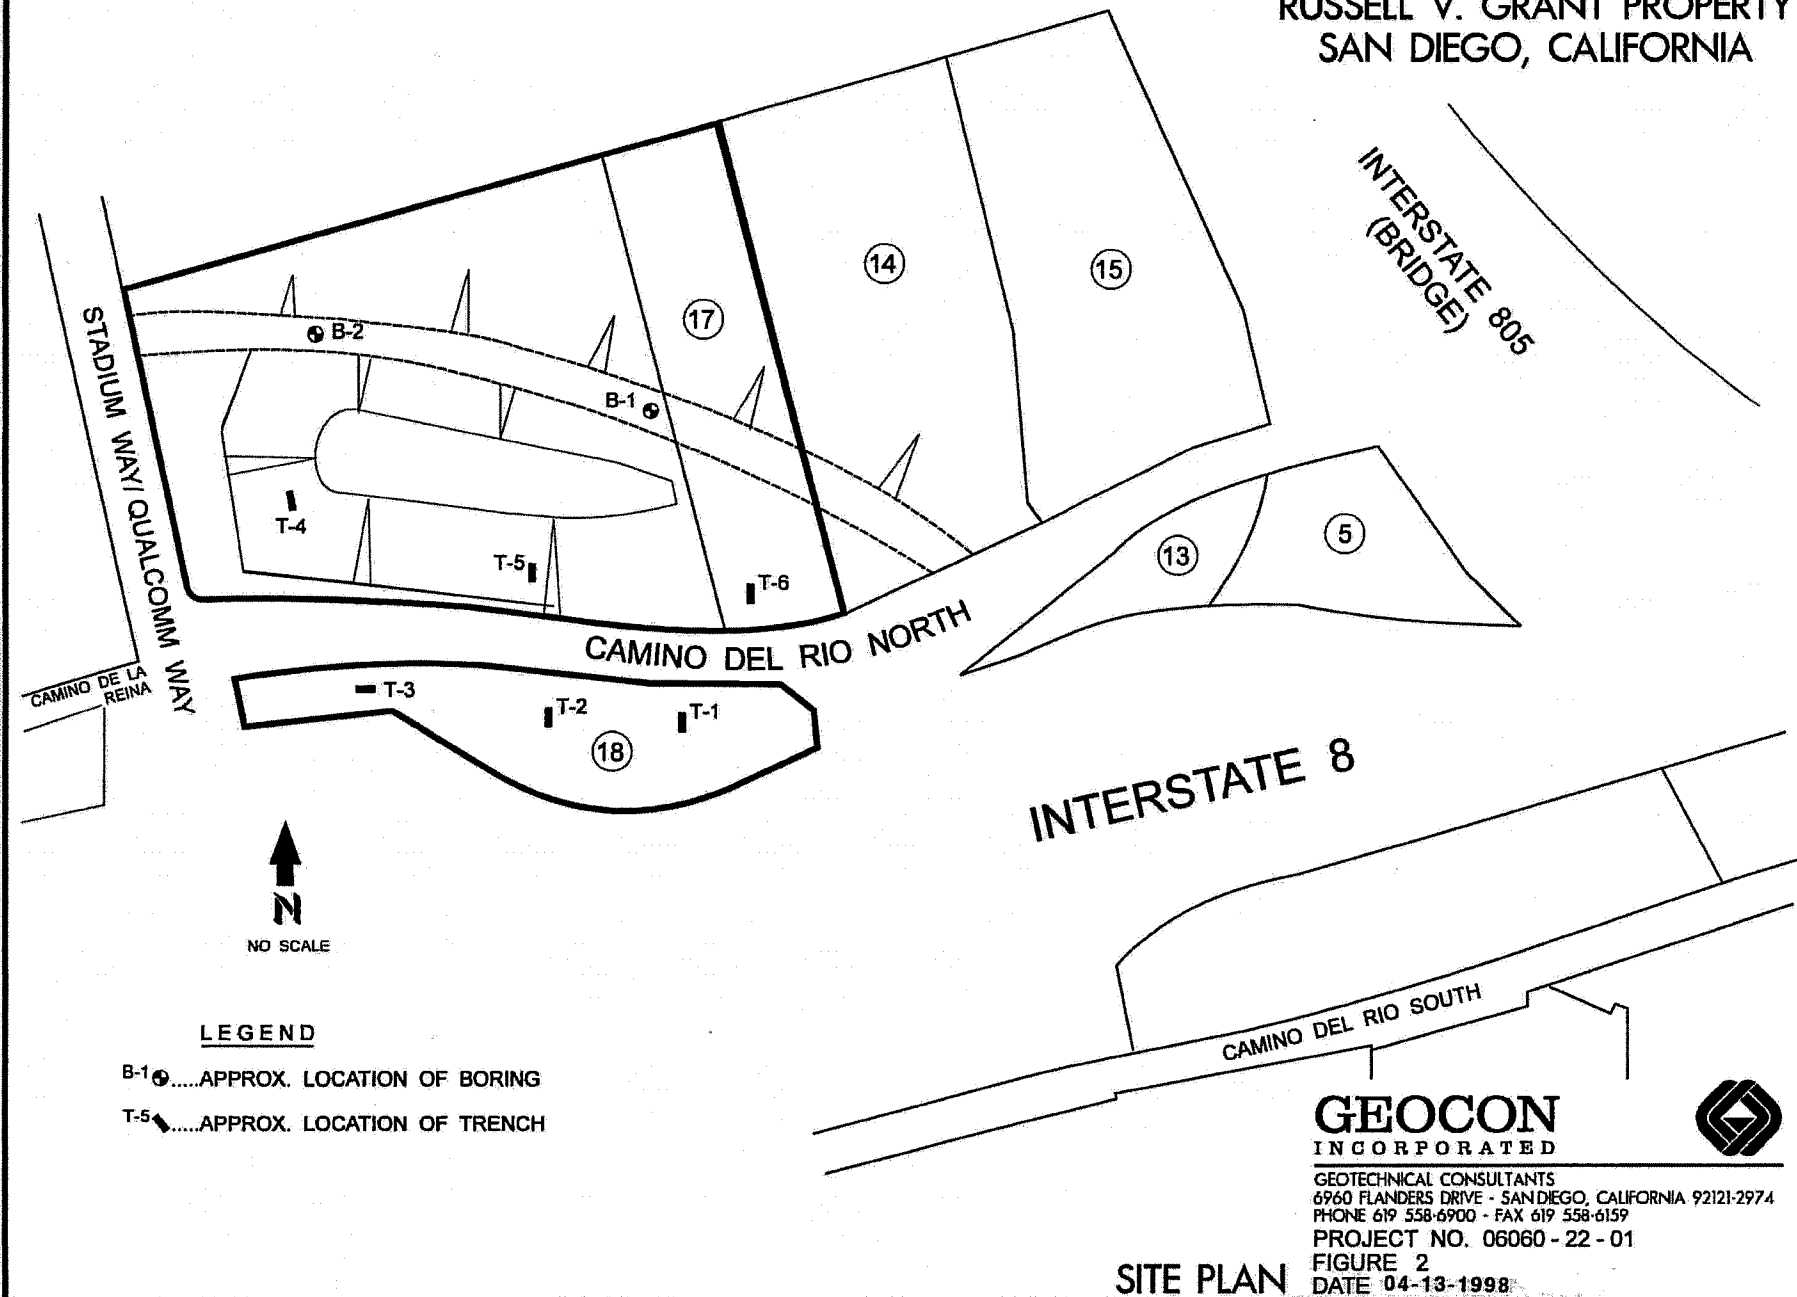 RUSSELL V. GRANT PROPERTY
SAN DIEGO, CALIFORNIA
INTERSTATE 805
(BRIDGE)
14
15
17
B-2
B-1
STADIUM WAY/QUALCOMM WAY
T-4
T-5
T-6
13
5
CAMINO DEL RIO NORTH
CAMINO DE LA
REINA
T-3
T-2
T-1
18
INTERSTATE 8
N
NO SCALE
CAMINO DEL RIO SOUTH
LEGEND
B-1.....APPROX. LOCATION OF BORING
T-5.....APPROX. LOCATION OF TRENCH
GEOCON
INCORPORATED
GEOTECHNICAL CONSULTANTS
6960 FLANDERS DRIVE - SAN DIEGO, CALIFORNIA 92121-2974
PHONE 619 558-6900 - FAX 619 558-6159
PROJECT NO. 06060 - 22 - 01
SITE PLAN
FIGURE 2
DATE 04-13-1998